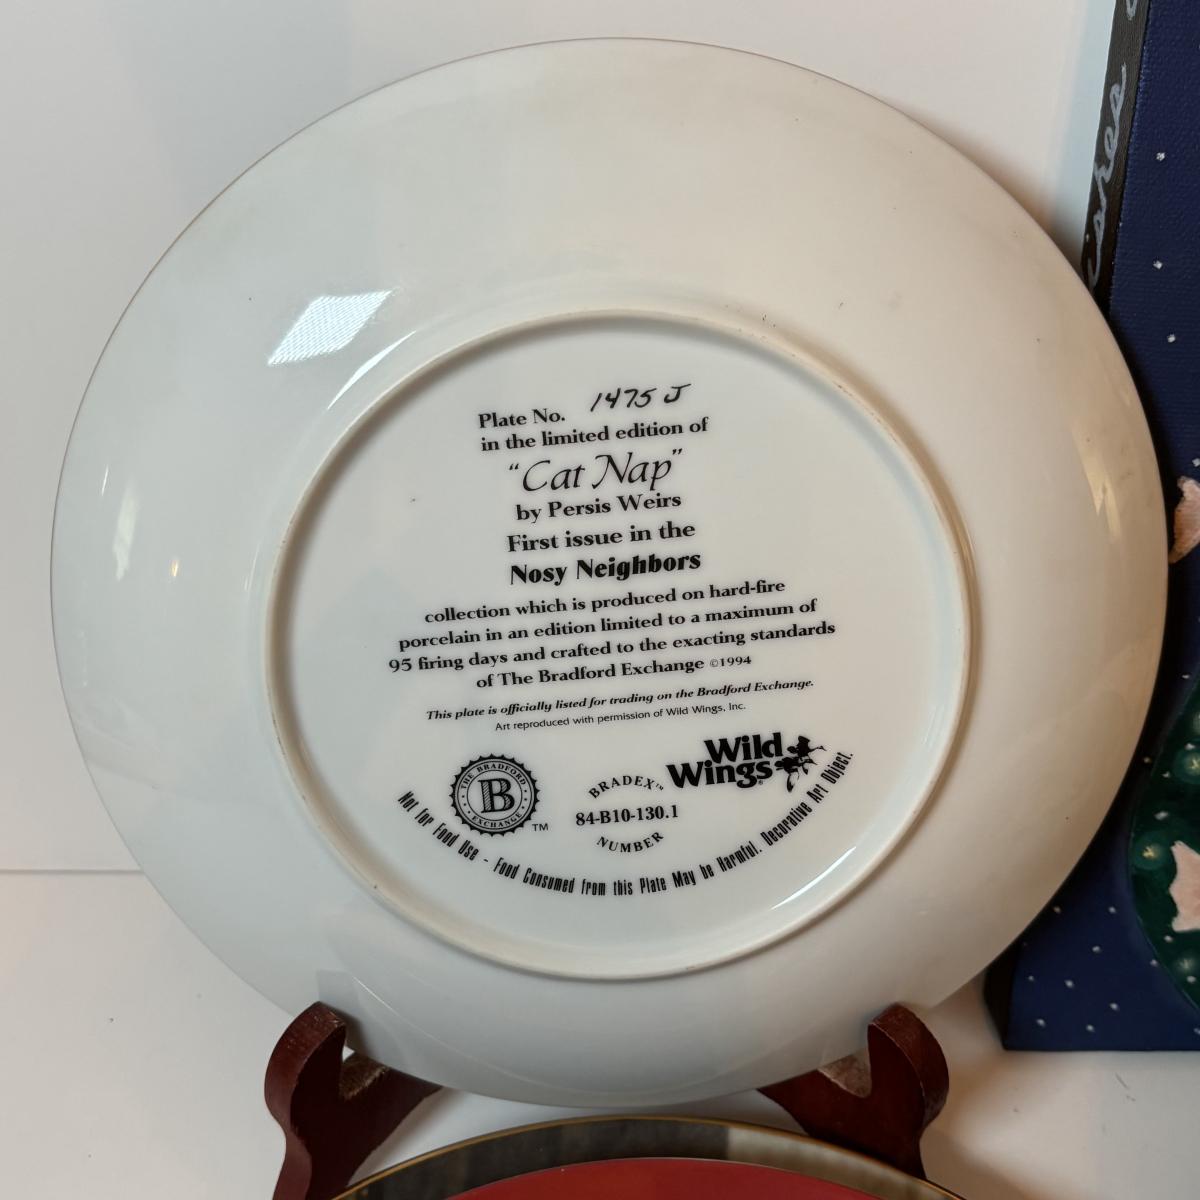 Plate No. 1475 J
in the limited edition of
"Cat Nap"
by Persis Weirs
First issue in the
Nosy Neighbors
collection which is produced on hard-fire
porcelain in an edition limited to a maximum of
95 firing days and crafted to the exacting standards
of The Bradford Exchange ©1994
This plate is officially listed for trading on the Bradford Exchange.
Art reproduced with permission of Wild Wings, Inc.
THE BRADFORD
B
EXCHANGE
TM
BRADEX™
84-B10-130.1
NUMBER
Wild
Wings®
Not For Food Use - Food Consumed from this Plate May be Harmful. Decorative Art Object.